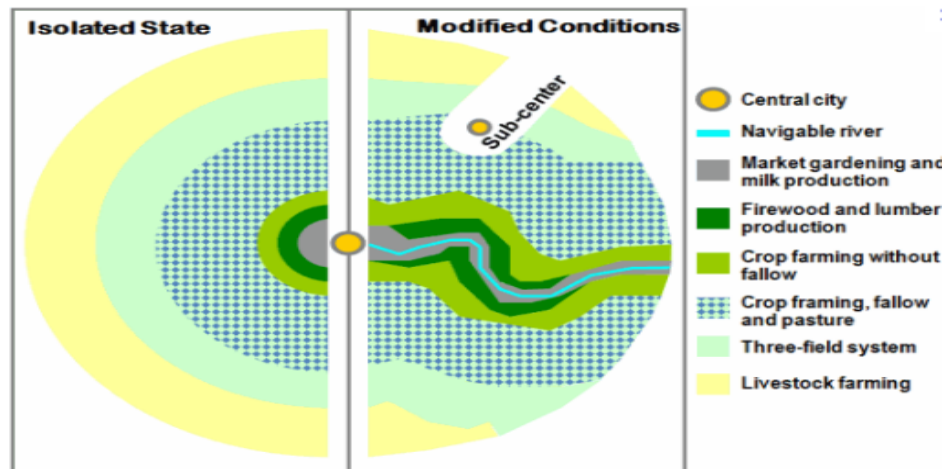 Isolated State
Modified Conditions
Sub-center
Central city
Navigable river
Market gardening and
milk production
Firewood and lumber
production
Crop farming without
fallow
Crop framing, fallow
and pasture
Three-field system
Livestock farming